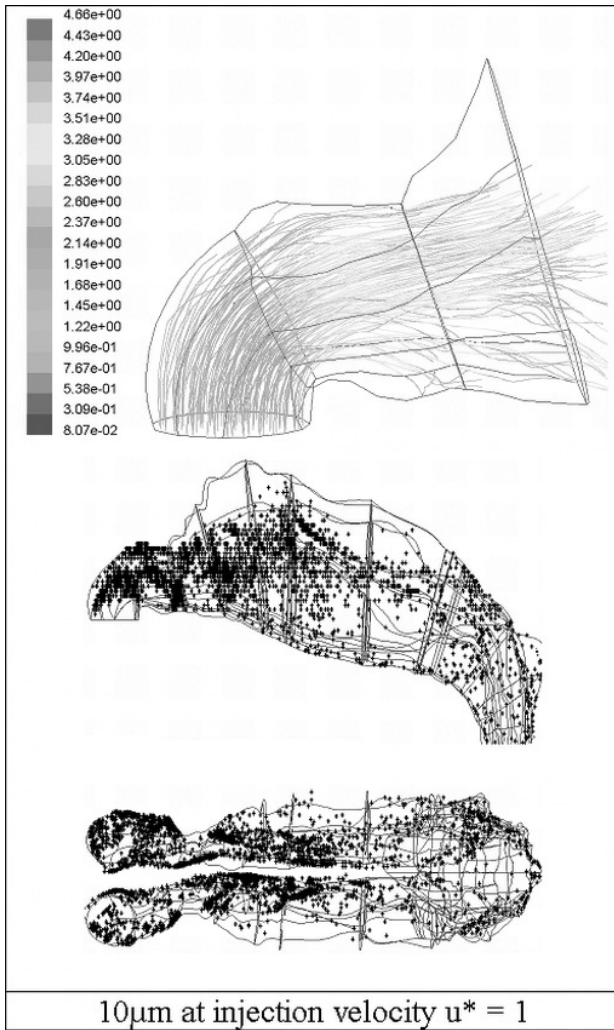 4.66e+00
4.43e+00
4.20e+00
3.97e+00
3.74e+00
3.51e+00
3.28e+00
3.05e+00
2.83e+00
2.60e+00
2.37e+00
2.14e+00
1.91e+00
1.68e+00
1.45e+00
1.22e+00
9.96e-01
7.67e-01
5.38e-01
3.09e-01
8.07e-02
10μm at injection velocity u* = 1